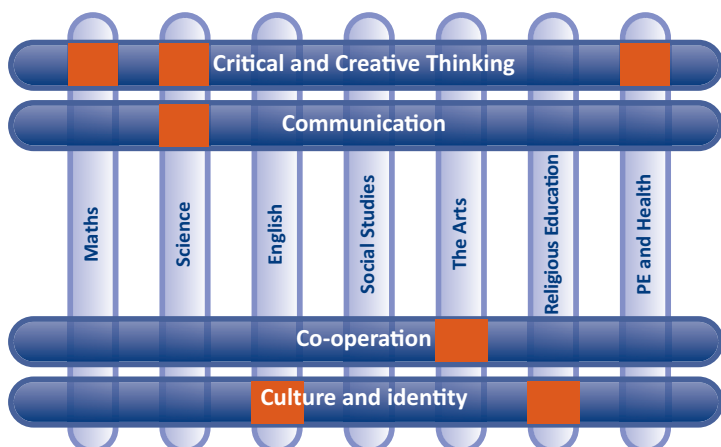 Critical and Creative Thinking
Communication
Maths
Science
English
Social Studies
The Arts
Religious Education
PE and Health
Co-operation
Culture and identity